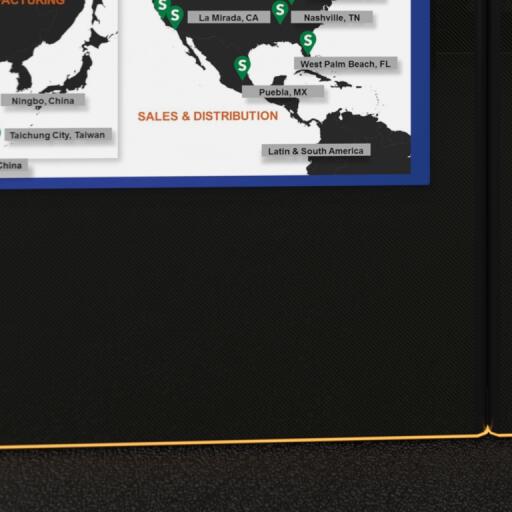 ACTURING
S
S
La Mirada, CA
S
Nashville, TN
S
West Palm Beach, FL
S
Puebla, MX
Ningbo, China
SALES & DISTRIBUTION
Taichung City, Taiwan
Latin & South America
China